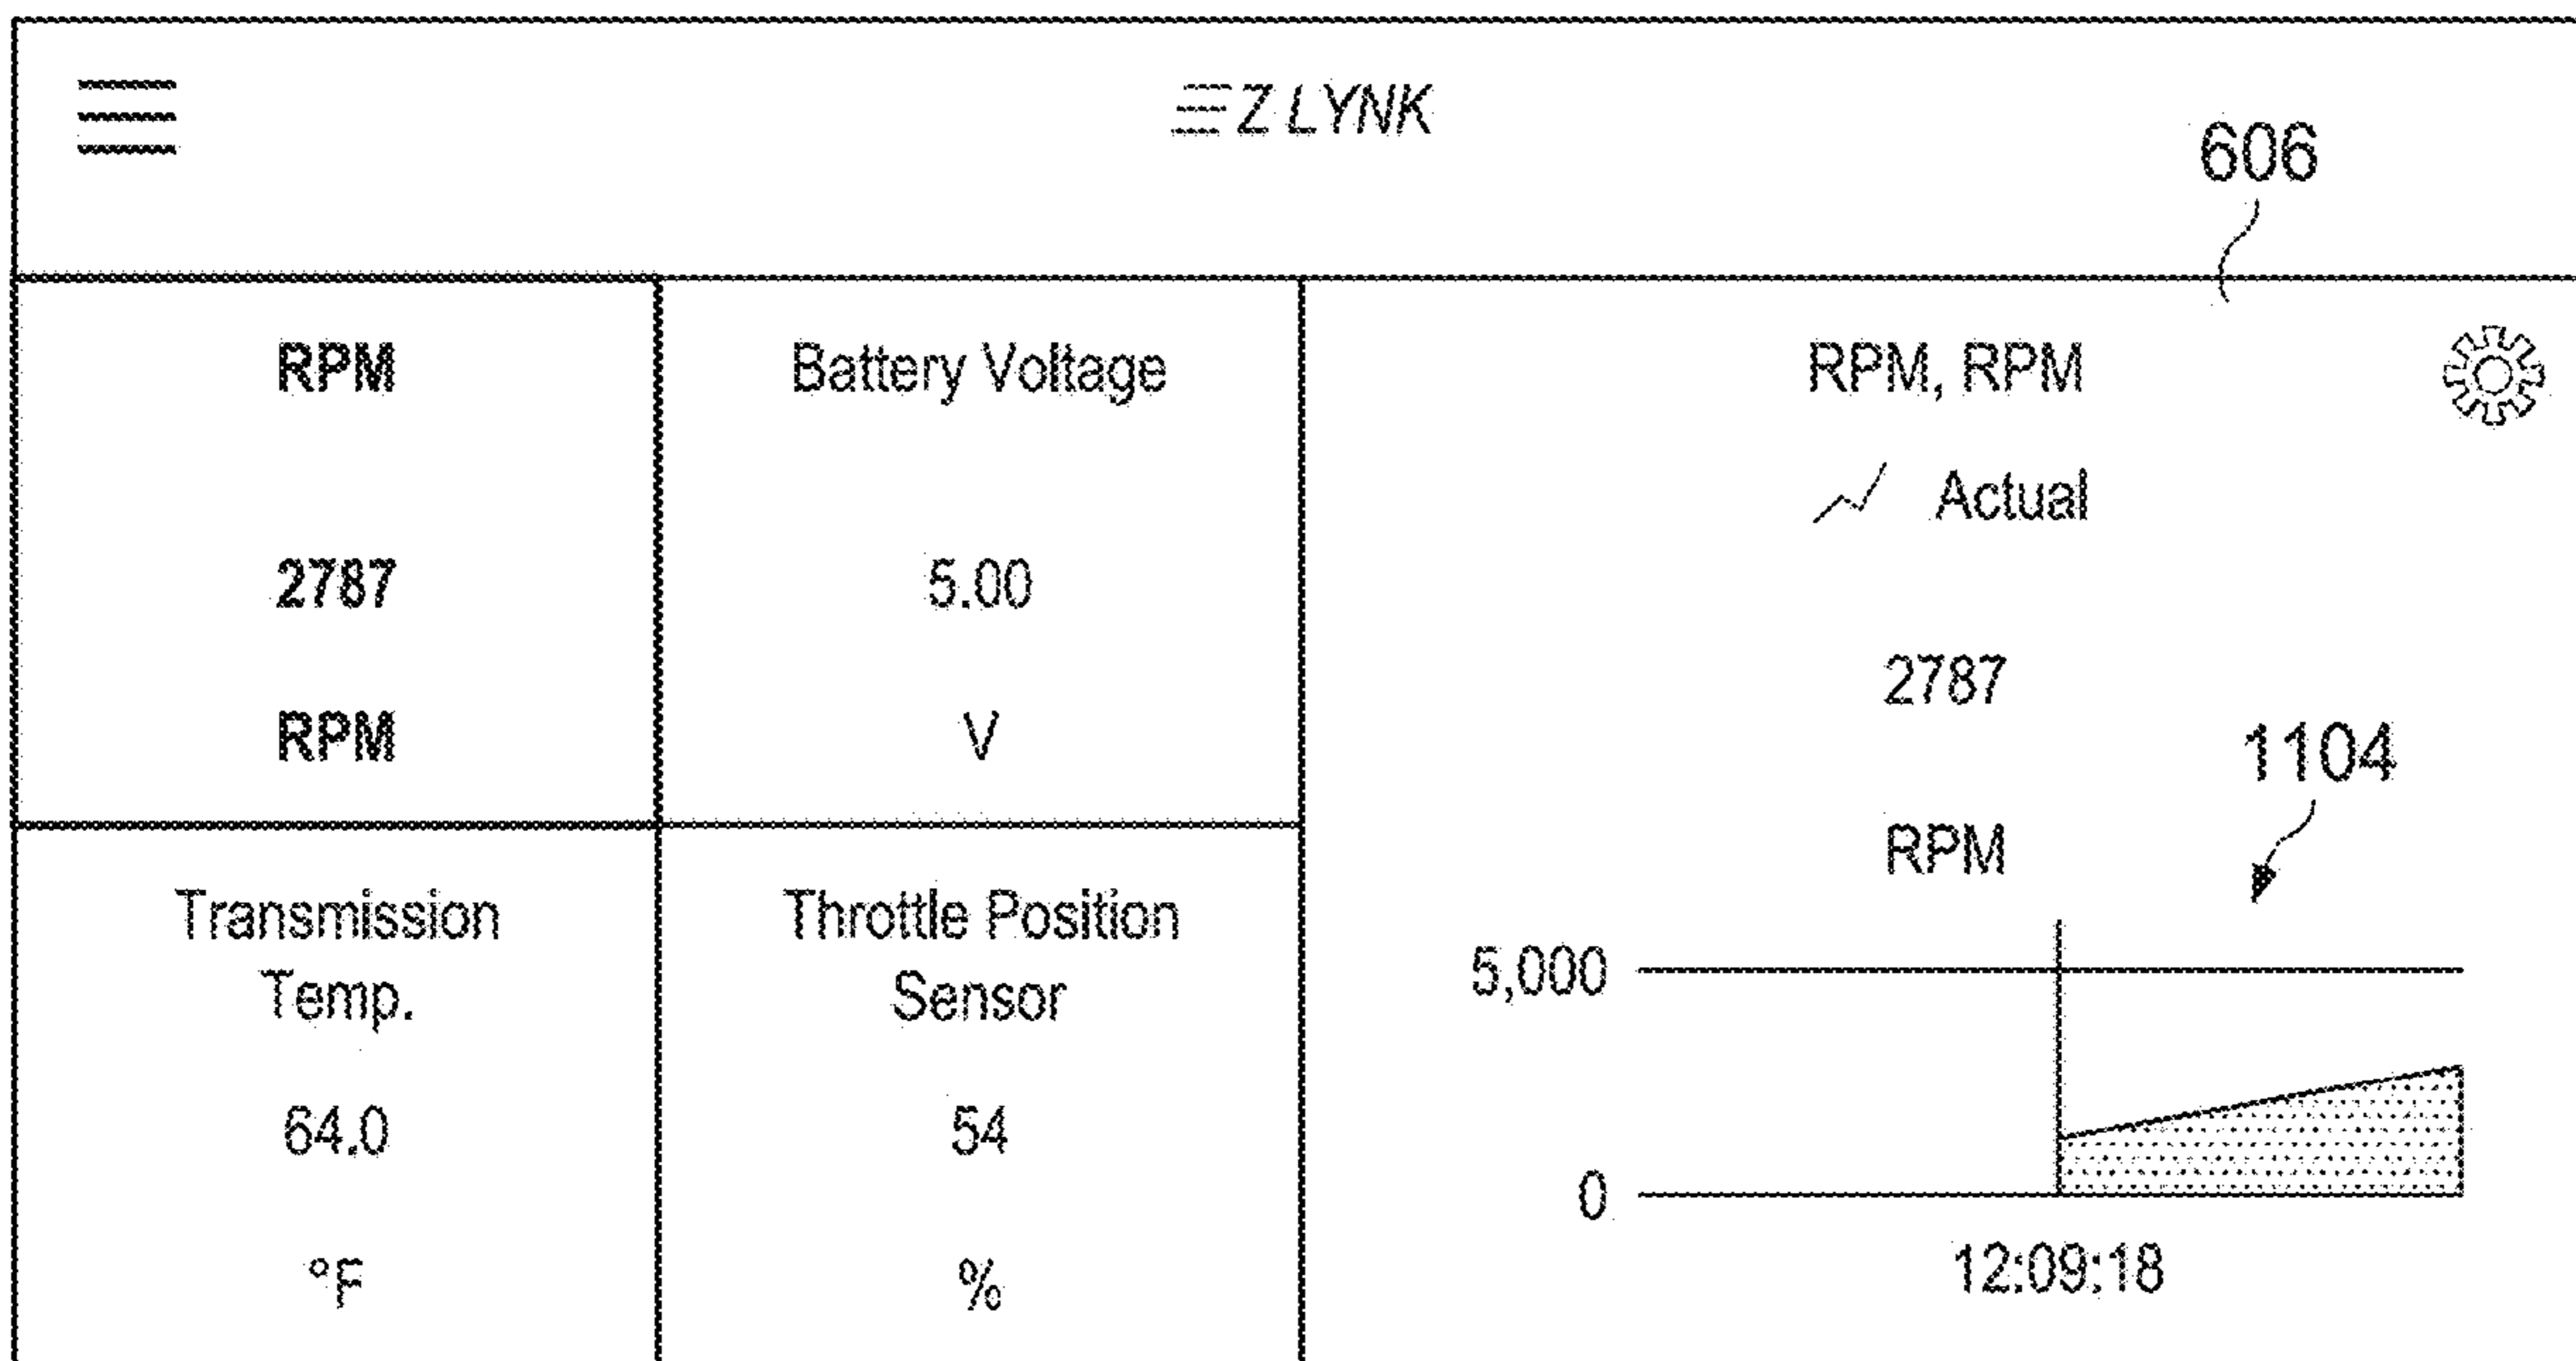 EZ LYNK
606
RPM
2787
RPM
Battery Voltage
5.00
V
Transmission
Temp.
64.0
°F
Throttle Position
Sensor
54
%
RPM, RPM
Actual
2787
1104
RPM
5,000
0
12:09:18